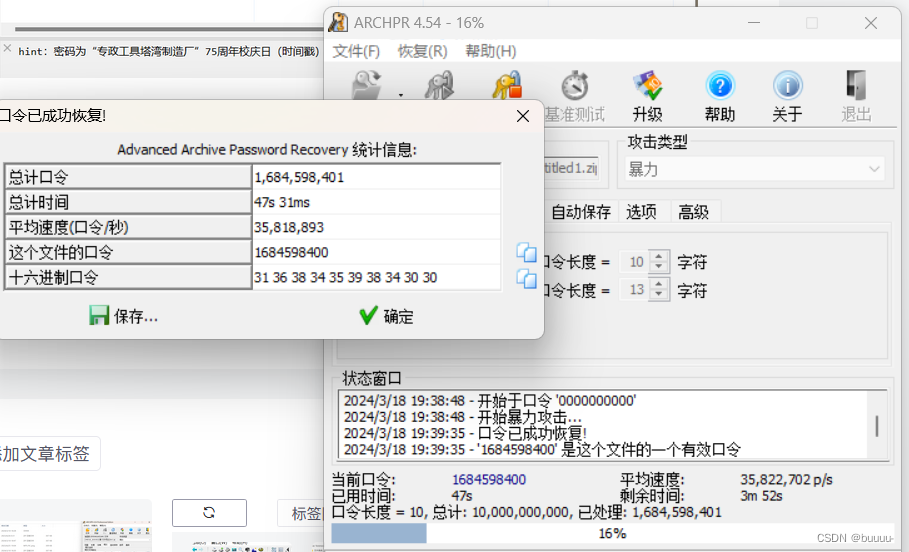 ARCHPR 4.54 - 16%
文件(F) 恢复(R) 帮助(H)
hint: 密码为“专政工具塔湾制造厂”75周年校庆日（时间戳）
基准测试 升级 帮助 关于 退出
口令已成功恢复!
Advanced Archive Password Recovery 统计信息:
总计口令 1,684,598,401
总计时间 47s 31ms
平均速度(口令/秒) 35,818,893
这个文件的口令 1684598400
十六进制口令 31 36 38 34 35 39 38 34 30 30
保存... 确定
攻击类型
titled1.zip 暴力
自动保存 选项 高级
口令长度 = 10 字符
口令长度 = 13 字符
状态窗口
2024/3/18 19:38:48 - 开始于口令 '0000000000'
2024/3/18 19:38:48 - 开始暴力攻击...
2024/3/18 19:39:35 - 口令已成功恢复!
2024/3/18 19:39:35 - '1684598400' 是这个文件的一个有效口令
当前口令: 1684598400 平均速度: 35,822,702 p/s
已用时间: 47s 剩余时间: 3m 52s
口令长度 = 10, 总计: 10,000,000,000, 已处理: 1,684,598,401
16%
加文章标签
标签
CSDN @buuuu-